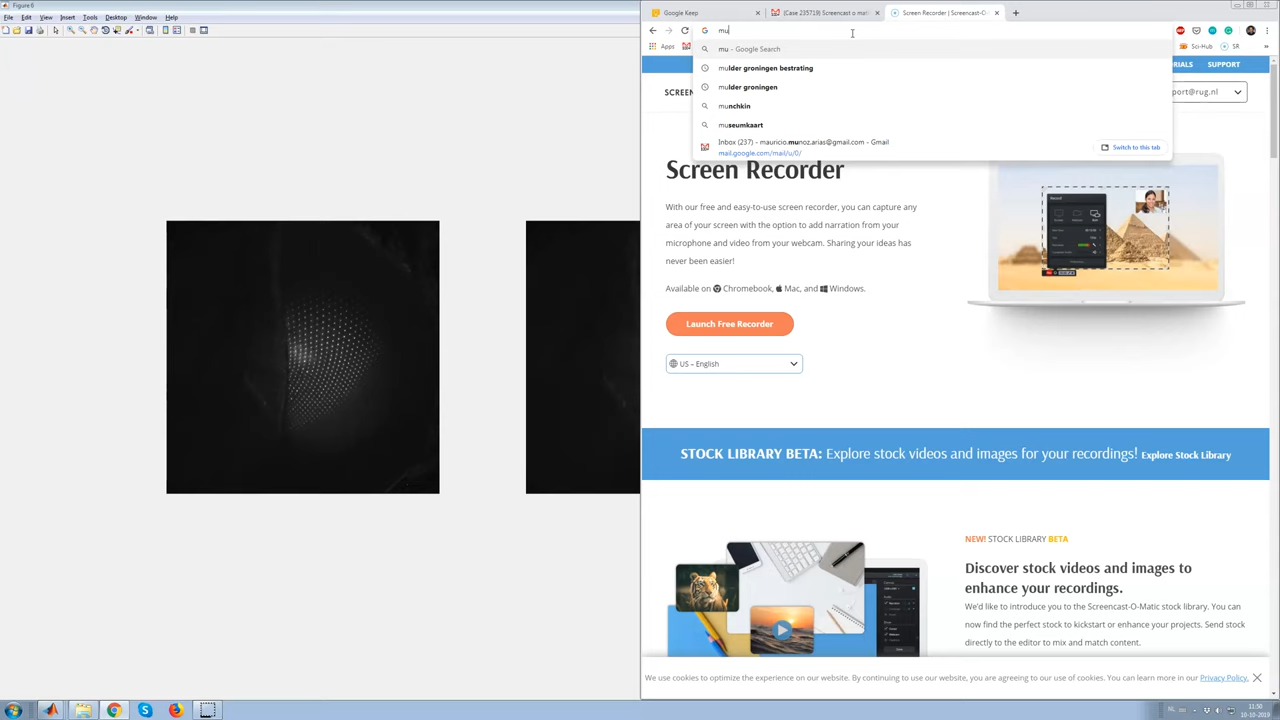 Figure 6
File Edit View Insert Tools Desktop Window Help
Google Keep
(Case 235719) Screencast o mat
Screen Recorder | Screencast-O-
mu
Apps
Sci-Hub
SR
mu - Google Search
mulder groningen bestrating
mulder groningen
munchkin
museumkaart
Inbox (237) - mauricio.munoz.arias@gmail.com - Gmail
mail.google.com/mail/u/0/
Switch to this tab
RIALS SUPPORT
SCREEN
port@rug.nl
Screen Recorder
With our free and easy-to-use screen recorder, you can capture any
area of your screen with the option to add narration from your
microphone and video from your webcam. Sharing your ideas has
never been easier!
Available on Chromebook, Mac, and Windows.
Launch Free Recorder
US – English
STOCK LIBRARY BETA: Explore stock videos and images for your recordings! Explore Stock Library
NEW! STOCK LIBRARY BETA
Discover stock videos and images to
enhance your recordings.
We'd like to introduce you to the Screencast-O-Matic stock library. You can
now find the perfect stock to kickstart or enhance your projects. Send stock
directly to the editor to mix and match content.
We use cookies to optimize the experience on our website. By continuing to use our website, you are agreeing to our use of cookies. You can learn more in our Privacy Policy.
NL
11:50
10-10-2019